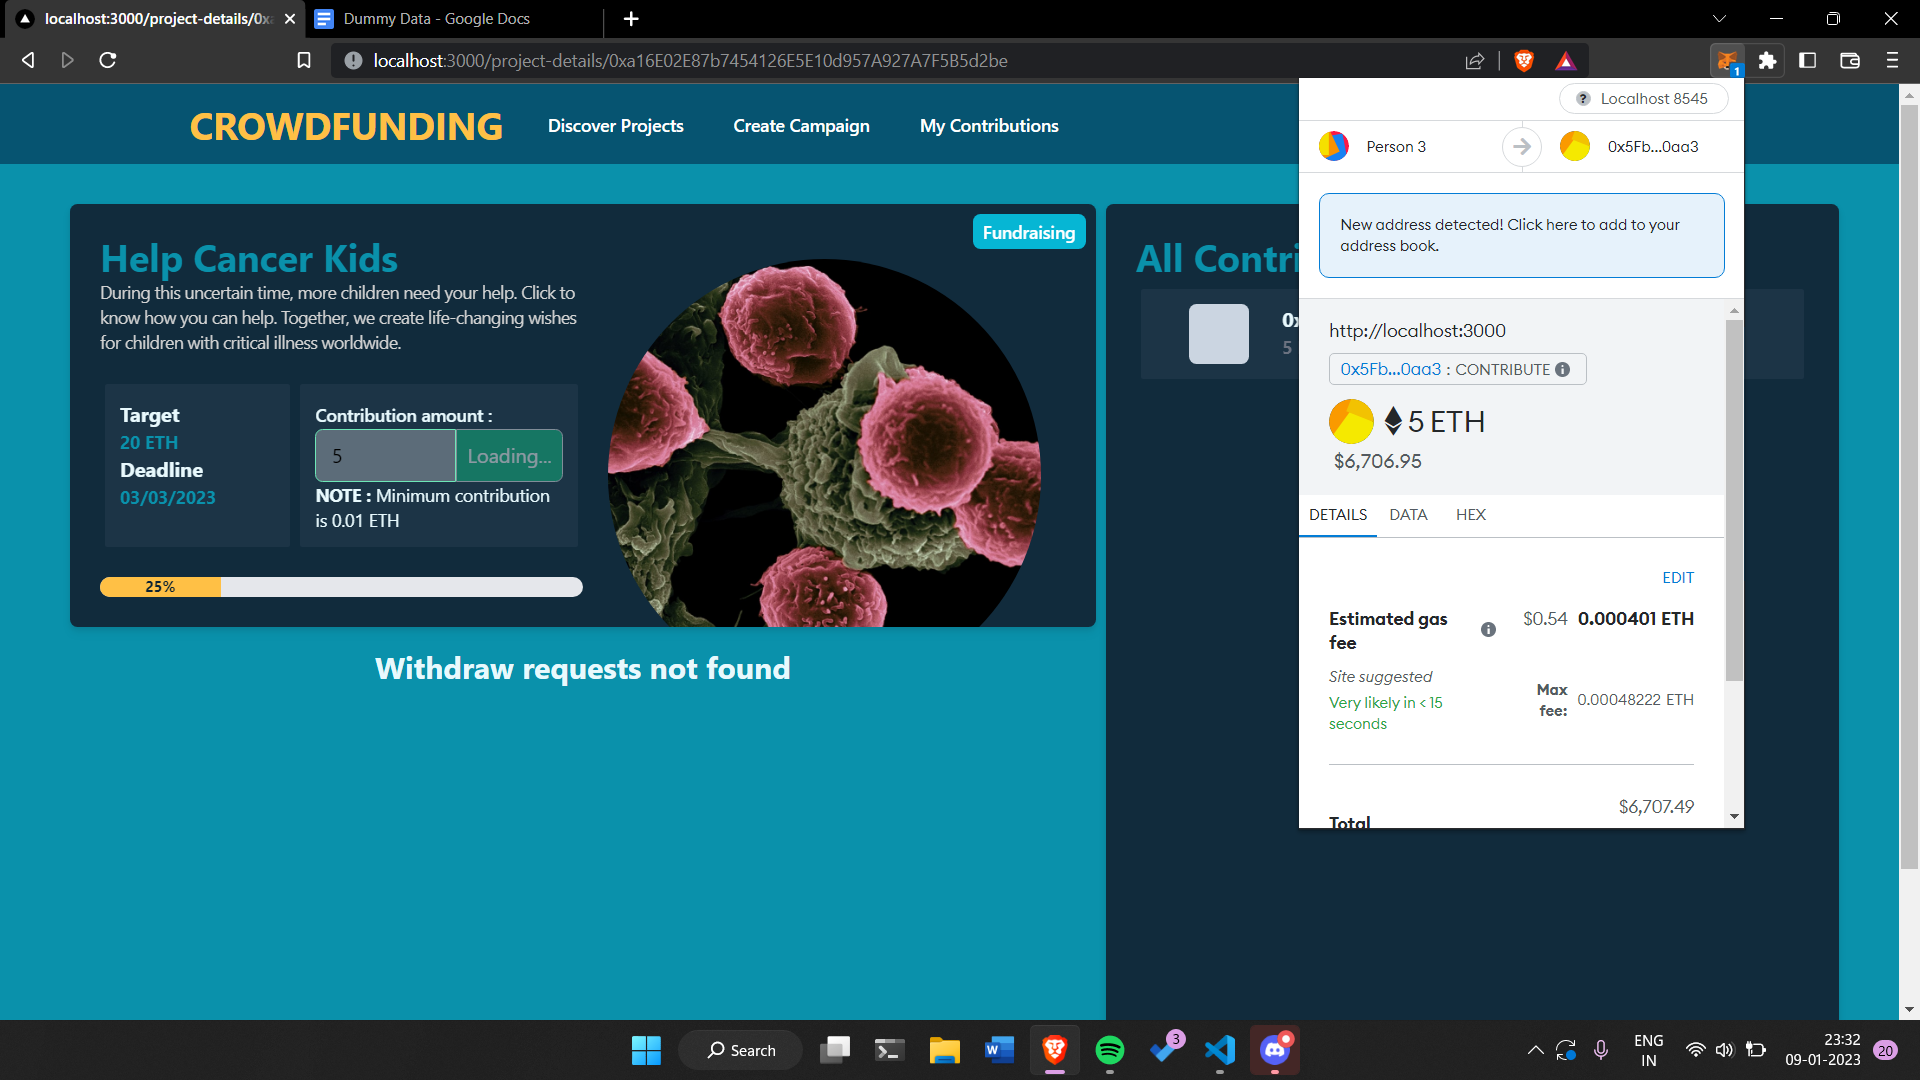 localhost:3000/project-details/0xa
Dummy Data - Google Docs
localhost:3000/project-details/0xa16E02E87b7454126E5E10d957A927A7F5B5d2be
1
CROWDFUNDING
Discover Projects
Create Campaign
My Contributions
Fundraising
Help Cancer Kids
During this uncertain time, more children need your help. Click to
know how you can help. Together, we create life-changing wishes
for children with critical illness worldwide.
Target
20 ETH
Deadline
03/03/2023
Contribution amount :
5
Loading...
NOTE : Minimum contribution
is 0.01 ETH
25%
Withdraw requests not found
All Contri
0x
5
Localhost 8545
Person 3
0x5Fb...0aa3
New address detected! Click here to add to your
address book.
http://localhost:3000
0x5Fb...0aa3 : CONTRIBUTE
5 ETH
$6,706.95
DETAILS
DATA
HEX
EDIT
Estimated gas
fee
$0.54 0.000401 ETH
Site suggested
Very likely in < 15
seconds
Max
fee:
0.00048222 ETH
$6,707.49
Total
Search
3
ENG
IN
23:32
09-01-2023
20